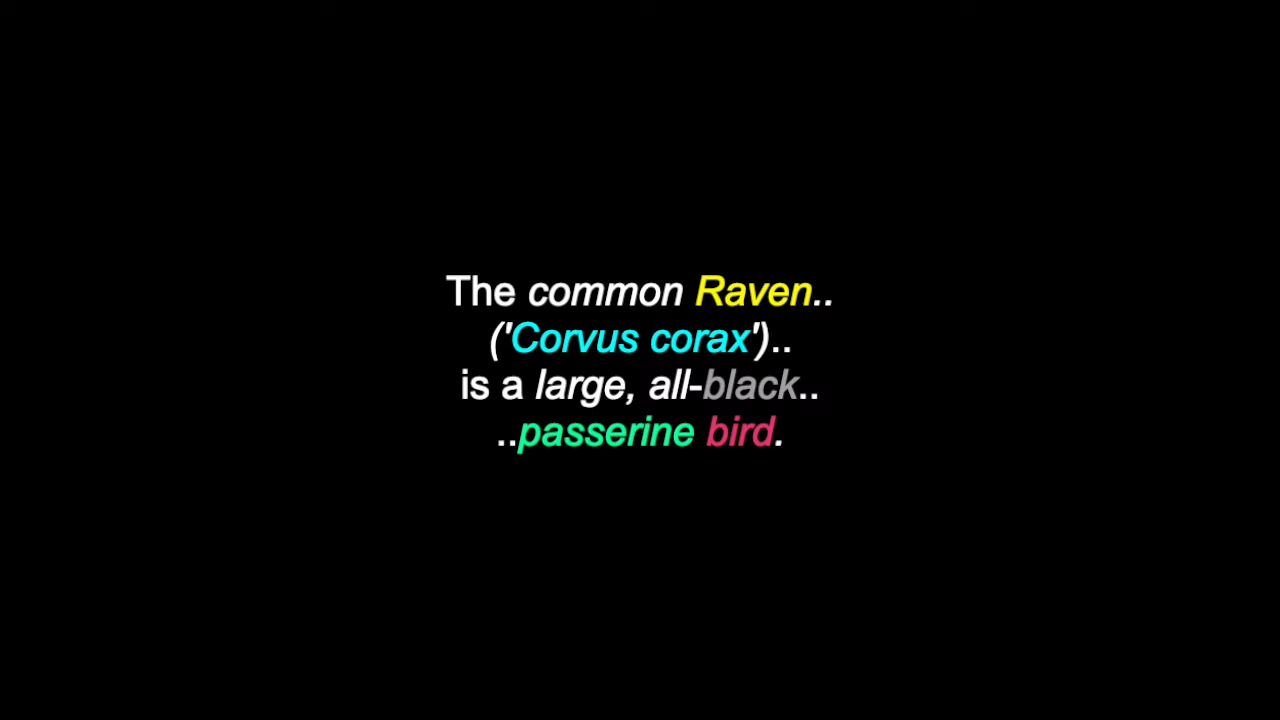 The common Raven..
('Corvus corax')..
is a large, all-black..
..passerine bird.